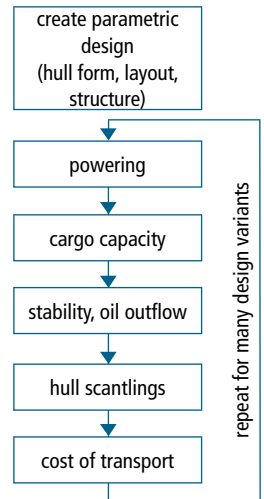 create parametric
design
(hull form, layout,
structure)
powering
cargo capacity
stability, oil outflow
hull scantlings
cost of transport
repeat for many design variants